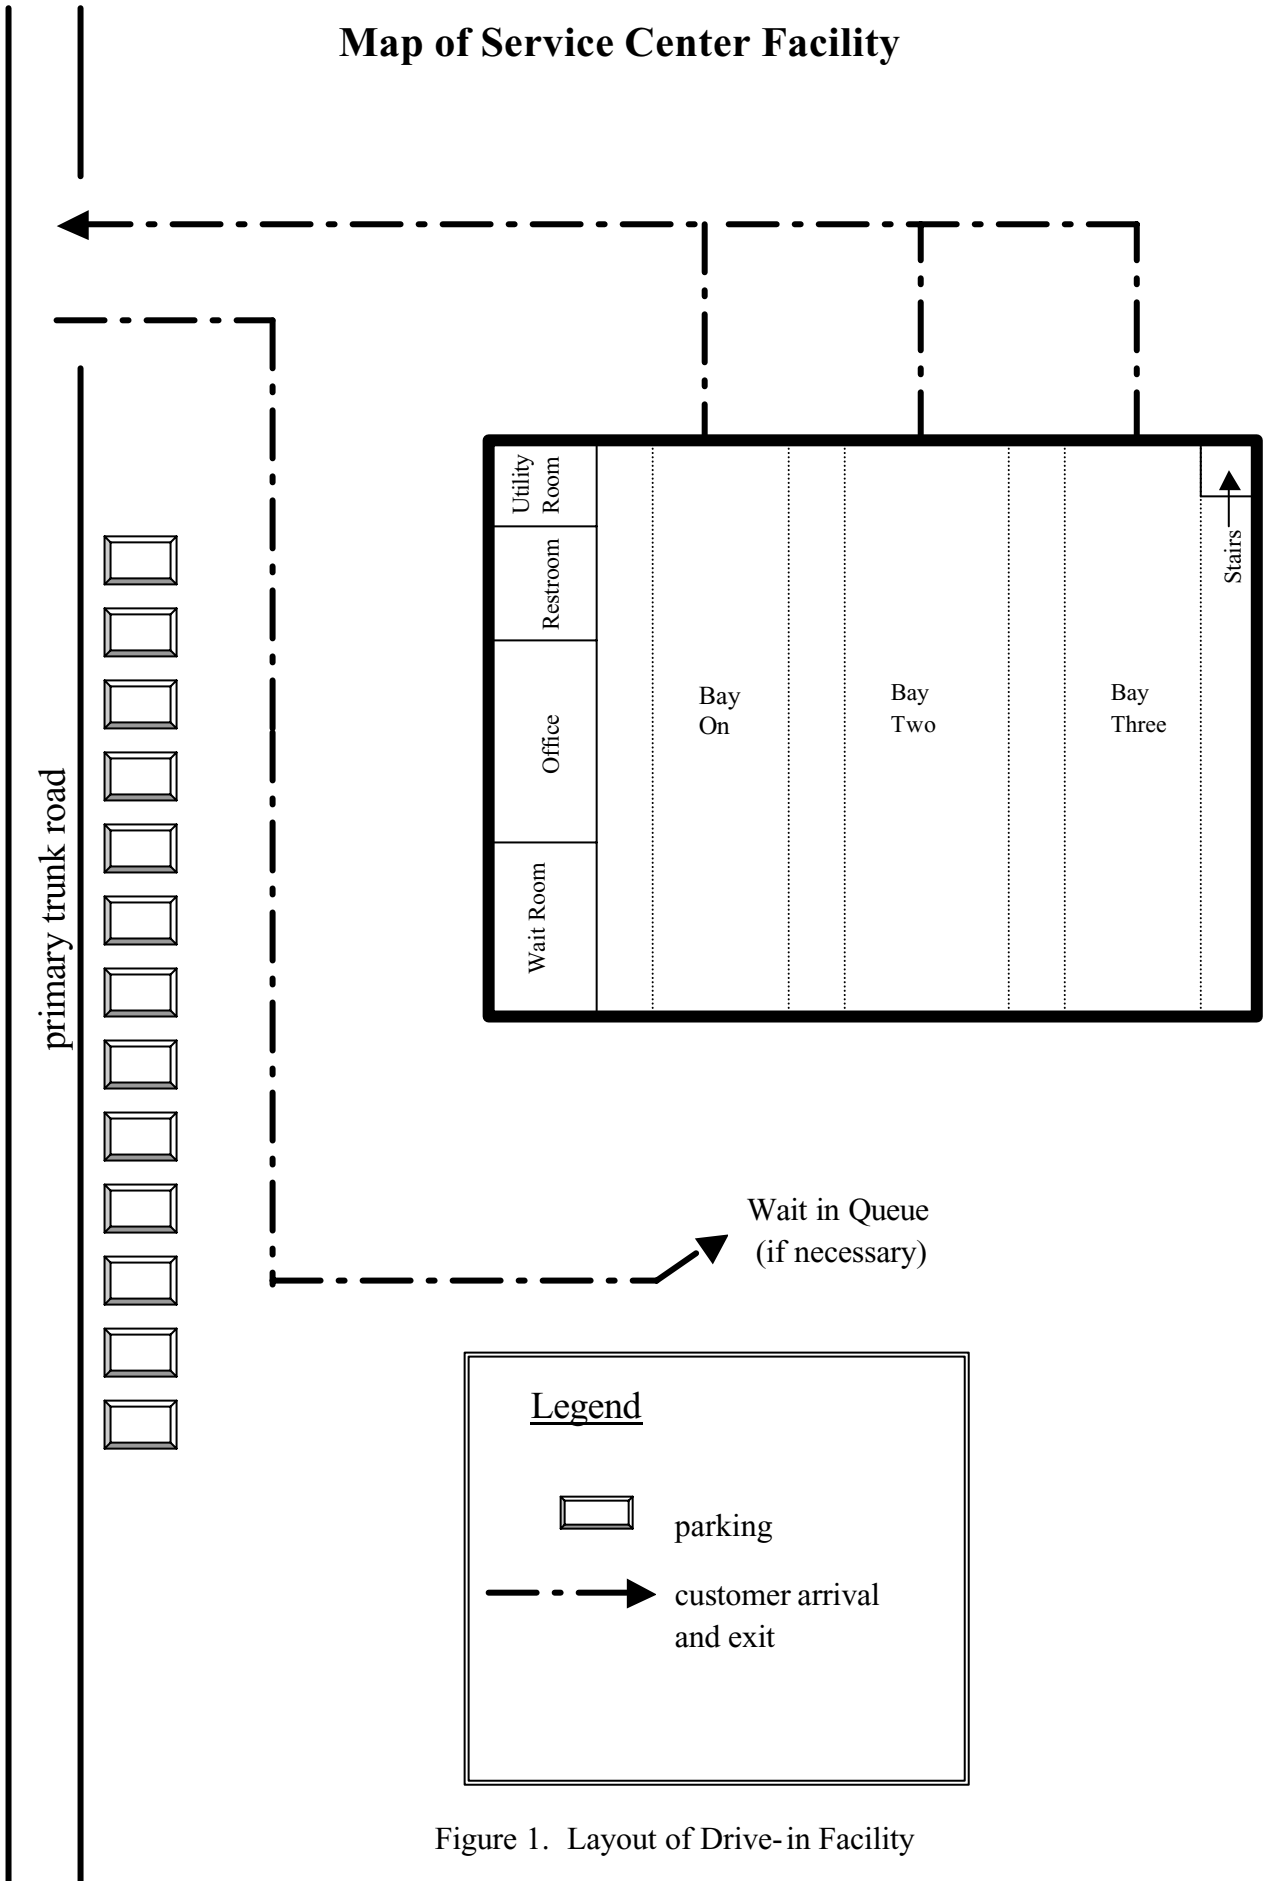 Map of Service Center Facility
Utility
Room
Restroom
Office
Wait Room
Bay
On
Bay
Two
Bay
Three
Stairs
primary trunk road
Wait in Queue
(if necessary)
Legend
parking
customer arrival
and exit
Figure 1.  Layout of Drive-in Facility